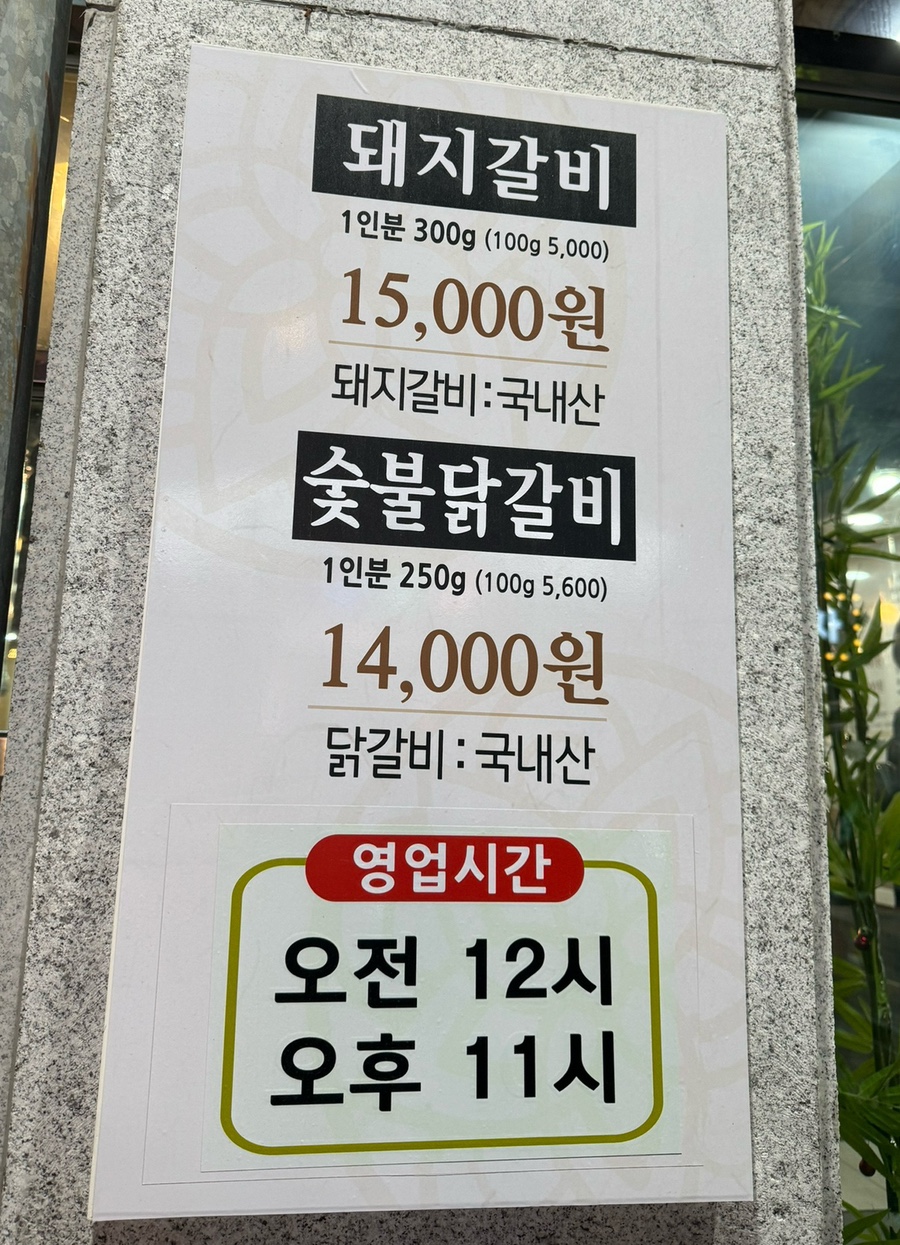 돼지갈비
1인분 300g (100g 5,000)
15,000원
돼지갈비:국내산
숯불닭갈비
1인분 250g (100g 5,600)
14,000원
닭갈비:국내산
영업시간
오전 12시
오후 11시